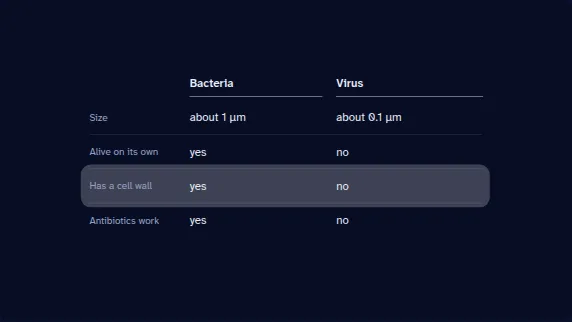 Bacteria Virus
Size about 1 µm about 0.1 µm
Alive on its own yes no
Has a cell wall yes no
Antibiotics work yes no